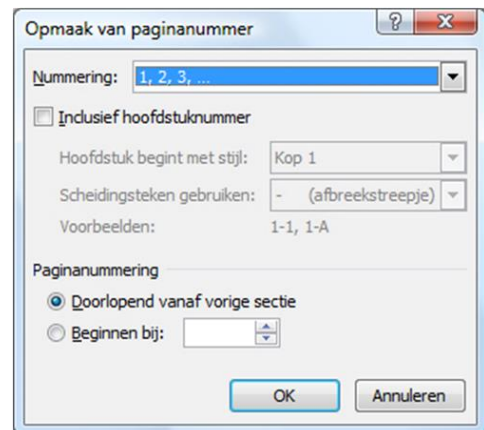 Opmaak van paginanummer
Nummering: 1, 2, 3, ...
Inclusief hoofdstuknummer
Hoofdstuk begint met stijl: Kop 1
Scheidingsteken gebruiken: - (afbreekstreepje)
Voorbeelden: 1-1, 1-A
Paginanummering
Doorlopend vanaf vorige sectie
Beginnen bij:
OK Annuleren